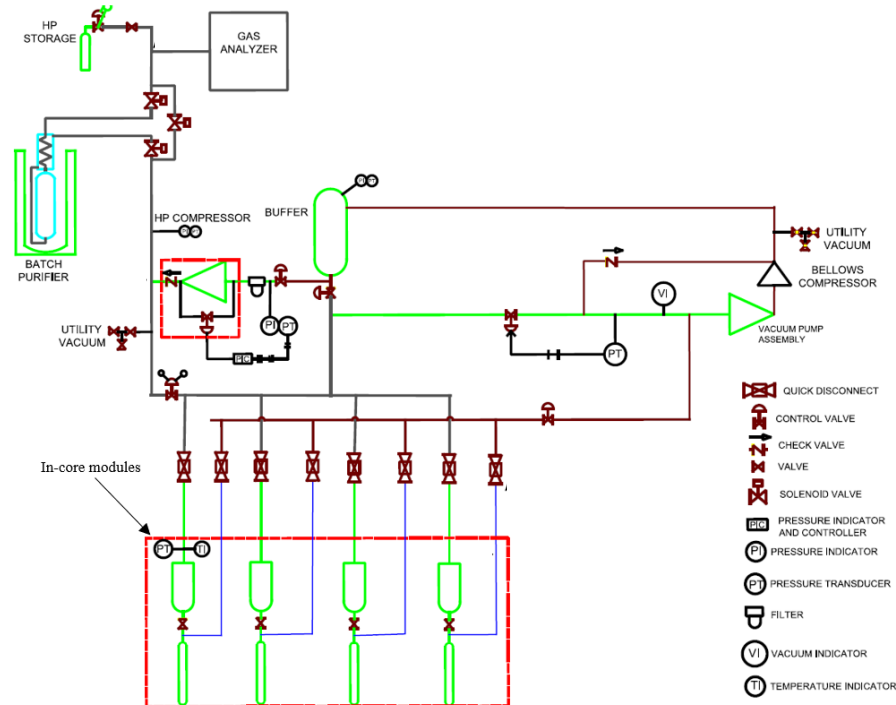 HP
STORAGE
GAS
ANALYZER
BATCH
PURIFIER
HP COMPRESSOR
BUFFER
UTILITY
VACUUM
BELLOWS
COMPRESSOR
VI
VACUUM PUMP
ASSEMBLY
PI
PT
PIC
PT
UTILITY
VACUUM
In-core modules
PT
TI
QUICK DISCONNECT
CONTROL VALVE
CHECK VALVE
VALVE
SOLENOID VALVE
PIC
PRESSURE INDICATOR
AND CONTROLLER
PI
PRESSURE INDICATOR
PT
PRESSURE TRANSDUCER
FILTER
VI
VACUUM INDICATOR
TI
TEMPERATURE INDICATOR